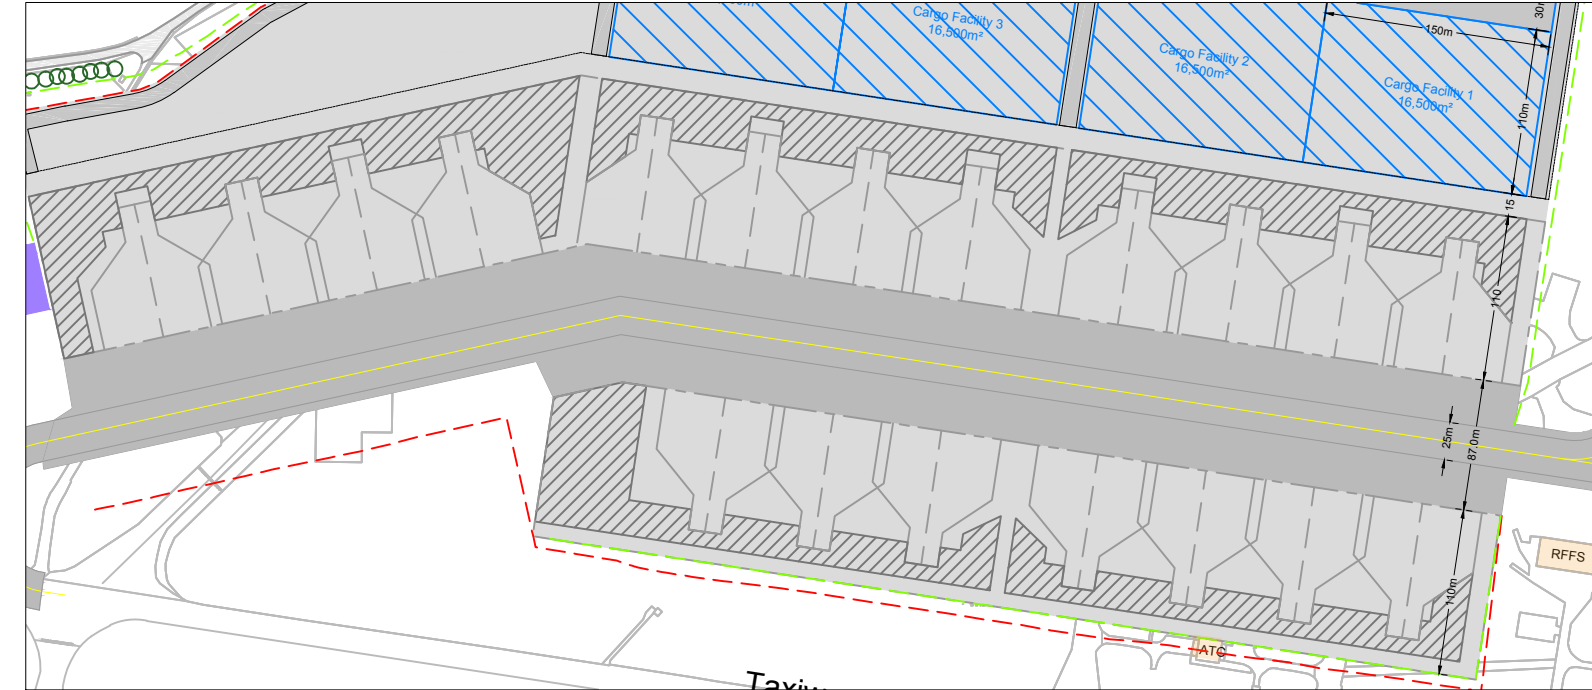 Cargo Facility 3
16,500m²
Cargo Facility 2
16,500m²
Cargo Facility 1
16,500m²
150m
110m
15
110
25m
87.0m
110m
RFFS
ATC